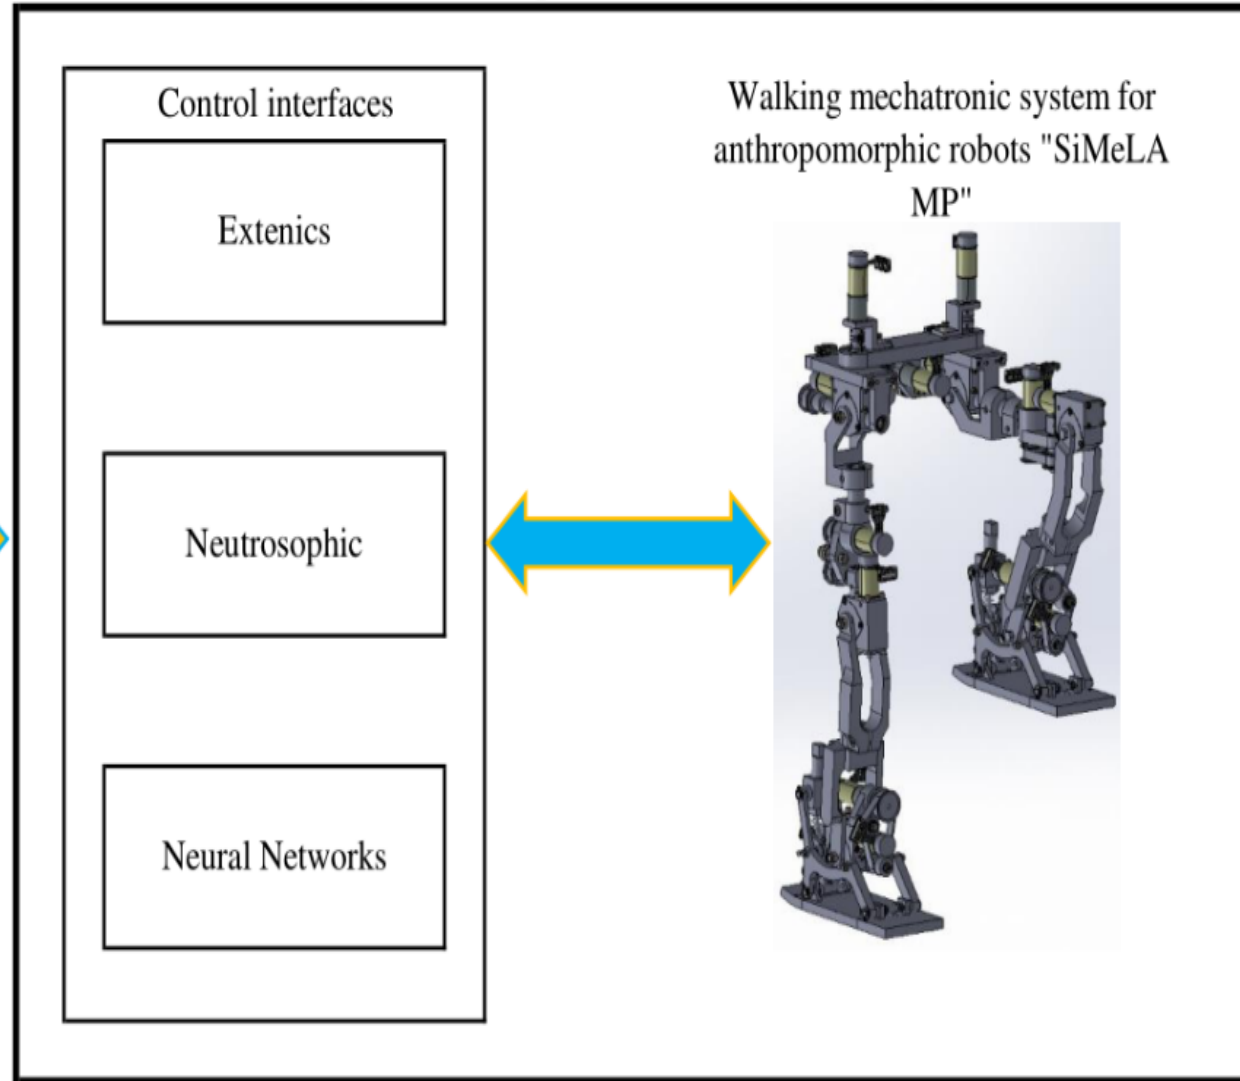 Control interfaces
Extenics
Neutrosophic
Neural Networks
Walking mechatronic system for
anthropomorphic robots "SiMeLA
MP"